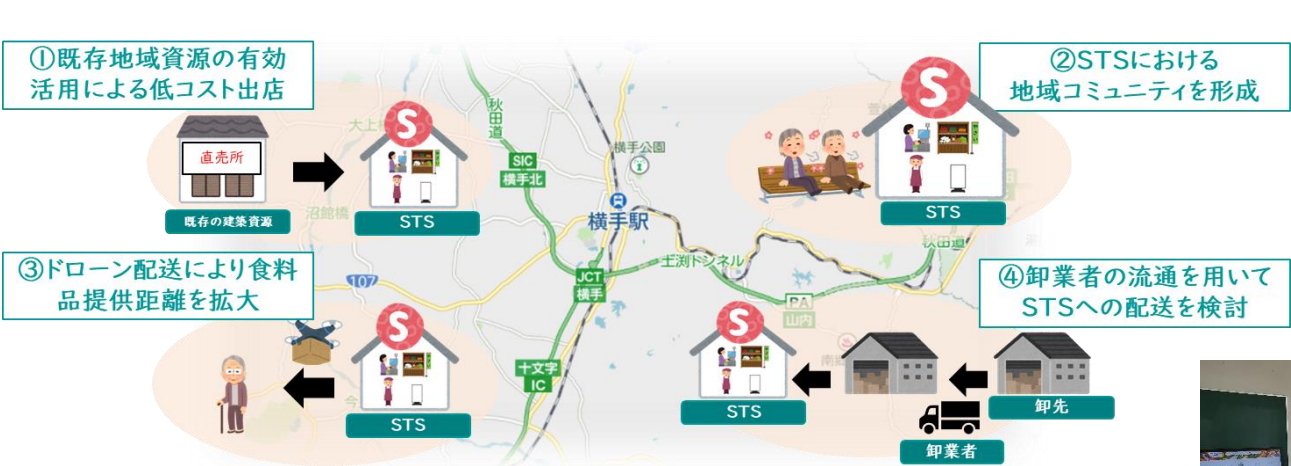 ①既存地域資源の有効
活用による低コスト出店
直売所
既存の建築資源
S
STS
②STSにおける
地域コミュニティを形成
S
STS
秋田道
大上
SIC
横手北
横手公園
沼館橋
横手駅
秋田道
土渕トンネル
107
JCT
横手
PA
山内
十文字
IC
③ドローン配送により食料
品提供距離を拡大
S
STS
④卸業者の流通を用いて
STSへの配送を検討
S
STS
卸業者
卸先